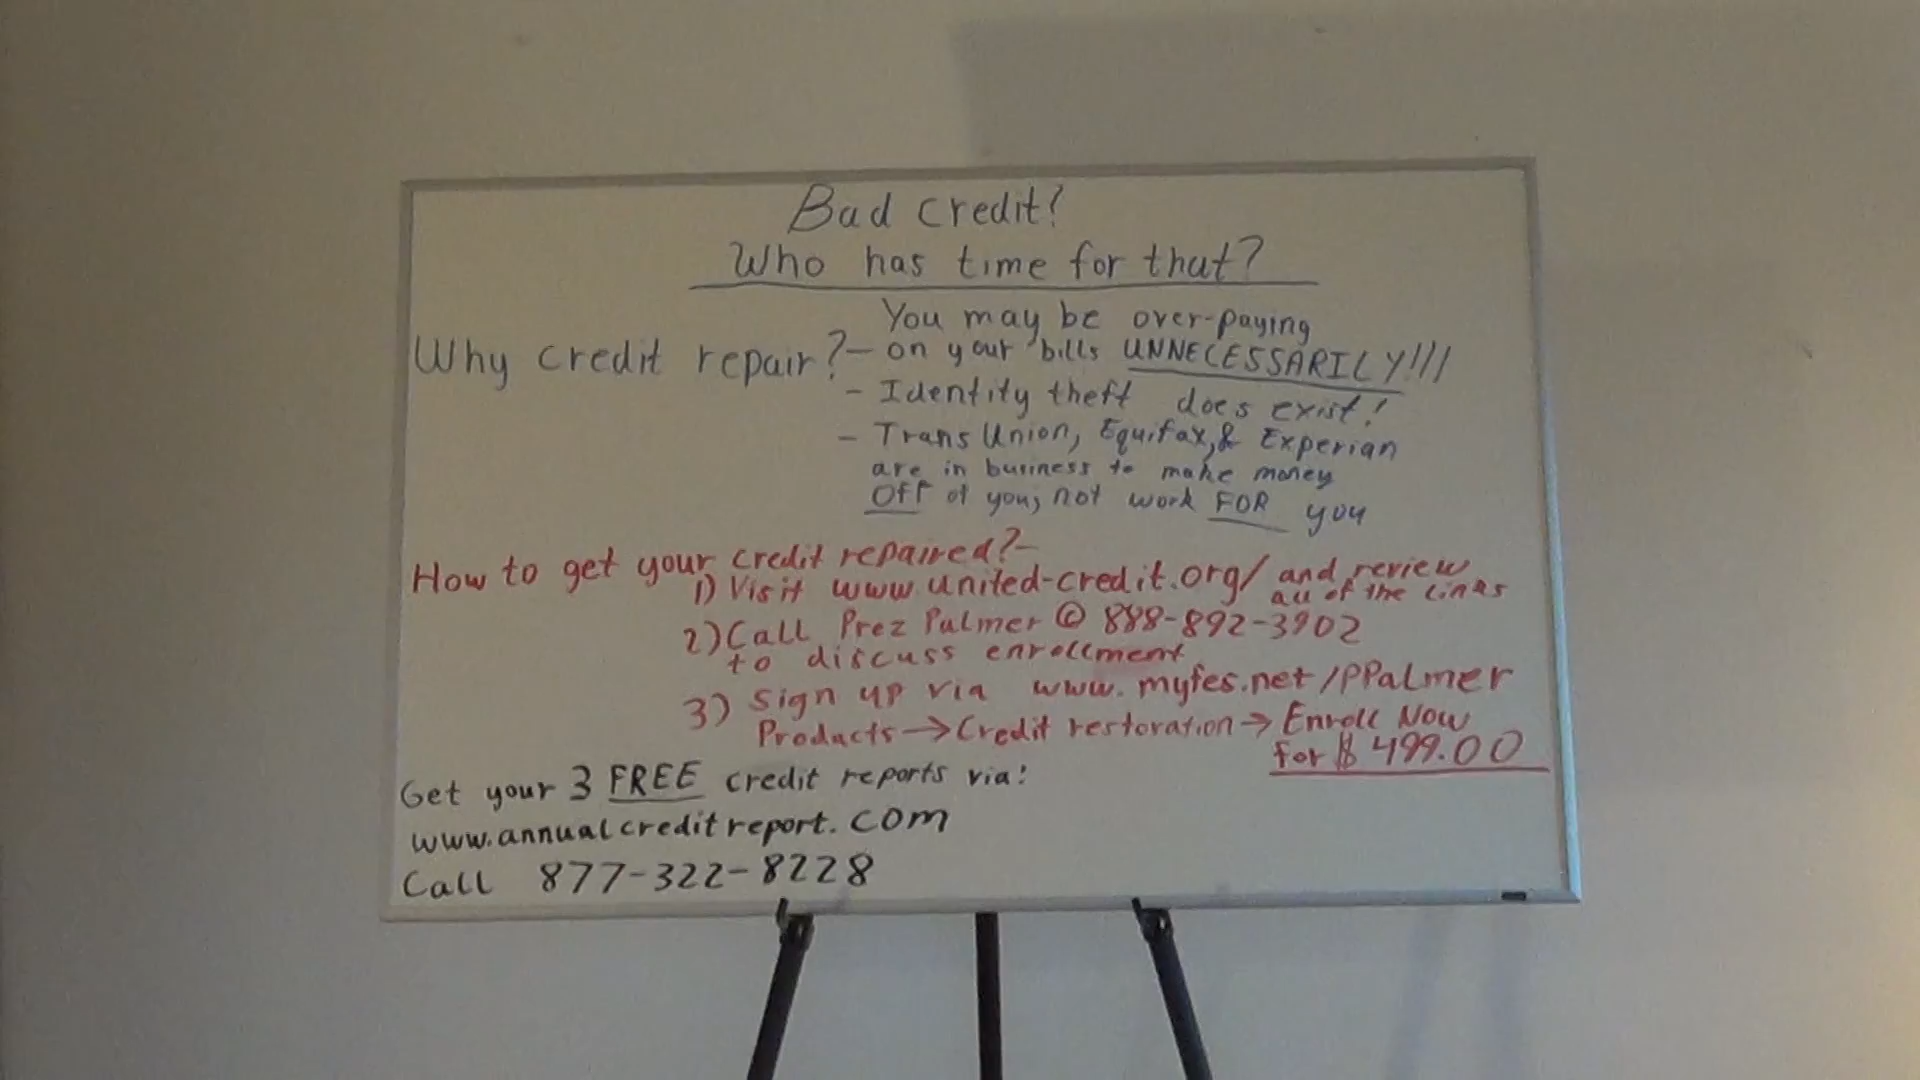 Bad credit?
Who has time for that?
Why credit repair? - You may be over-paying
on your bills UNNECESSARILY!!!
- Identity theft does exist!
- Trans Union, Equifax, & Experian
are in business to make money
OFF of you; not work FOR you
How to get your credit repaired? -
1) Visit www.united-credit.org/ and review
all of the links
2) Call Prez Palmer @ 888-892-3902
to discuss enrollment
3) Sign up via www.myfes.net/PPalmer
Products → Credit restoration → Enroll Now
for $499.00
Get your 3 FREE credit reports via:
www.annualcreditreport.com
Call 877-322-8228